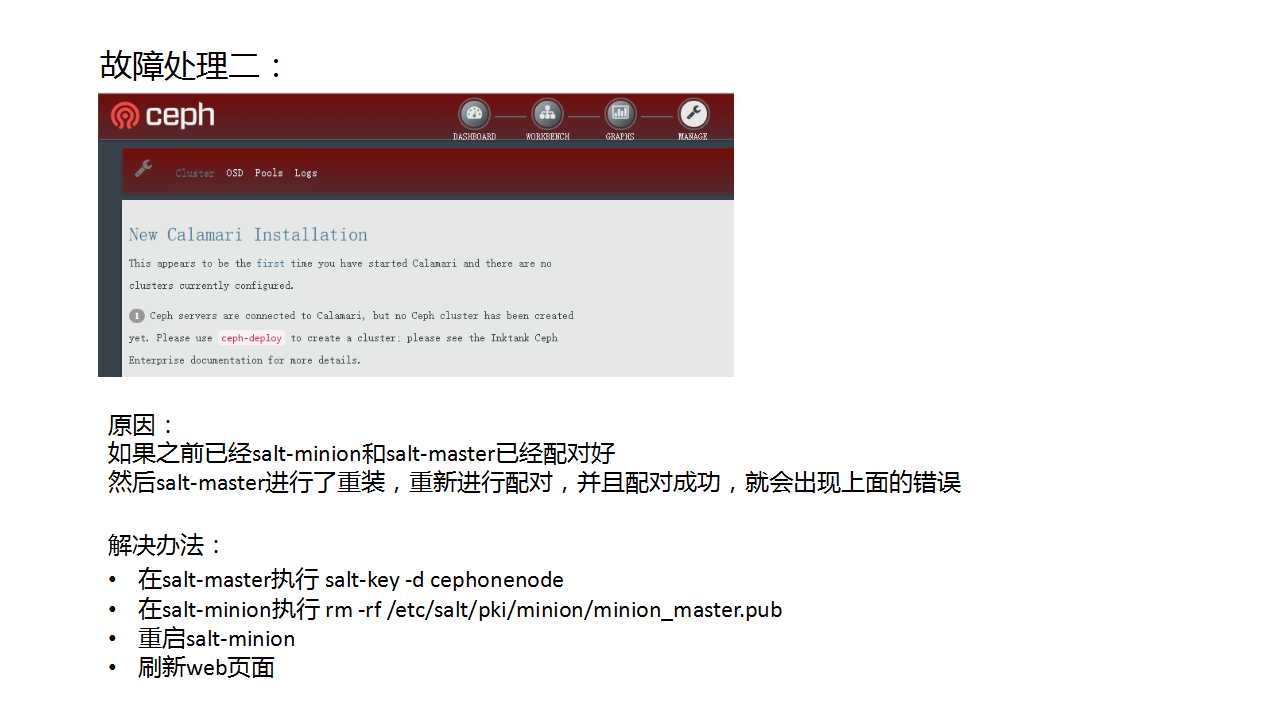 故障处理二：
ceph
DASHBOARD WORKBENCH GRAPHS MANAGE
Cluster OSD Pools Logs
New Calamari Installation
This appears to be the first time you have started Calamari and there are no
clusters currently configured.
Ceph servers are connected to Calamari, but no Ceph cluster has been created
yet. Please use ceph-deploy to create a cluster: please see the Inktank Ceph
Enterprise documentation for more details.
原因：
如果之前已经salt-minion和salt-master已经配对好
然后salt-master进行了重装，重新进行配对，并且配对成功，就会出现上面的错误
解决办法：
• 在salt-master执行 salt-key -d cephonenode
• 在salt-minion执行 rm -rf /etc/salt/pki/minion/minion_master.pub
• 重启salt-minion
• 刷新web页面